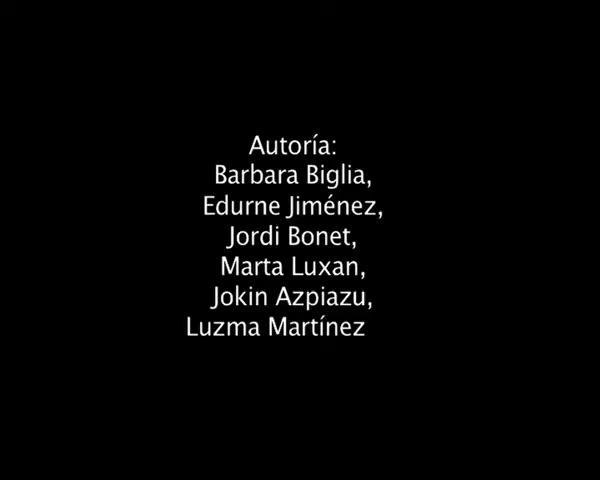 Autoría:
Barbara Biglia,
Edurne Jiménez,
Jordi Bonet,
Marta Luxan,
Jokin Azpiazu,
Luzma Martínez